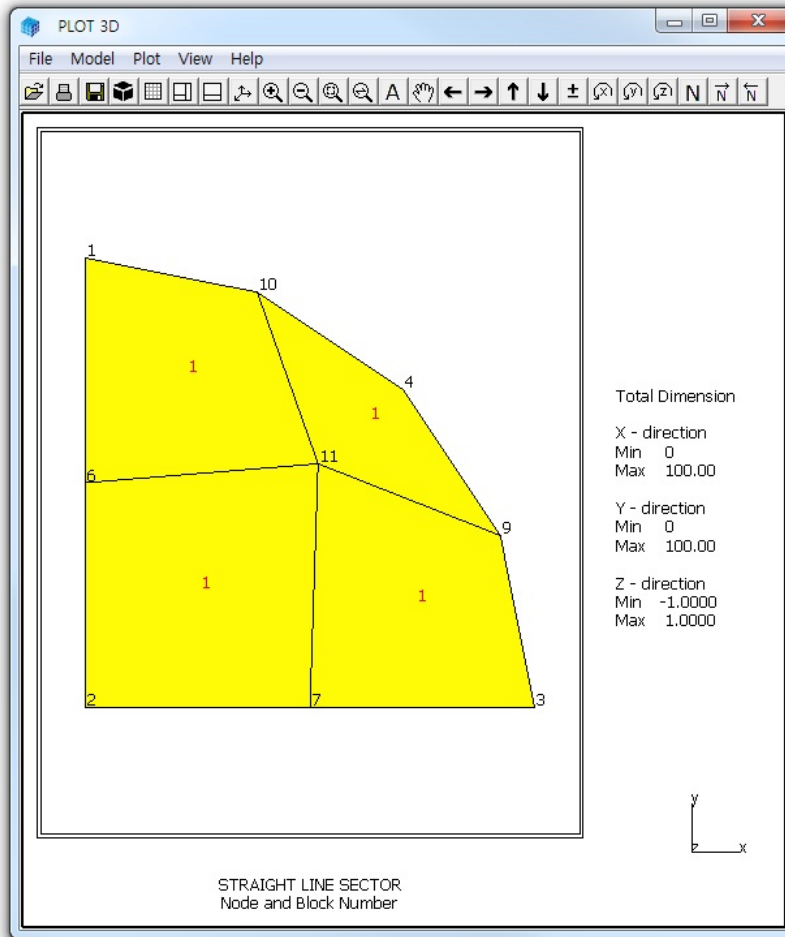 PLOT 3D
File Model Plot View Help
A ± x y z N N N
1
10
1
4
1
11
6
9
1
1
2
7
3
Total Dimension
X - direction
Min 0
Max 100.00
Y - direction
Min 0
Max 100.00
Z - direction
Min -1.0000
Max 1.0000
y
z
x
STRAIGHT LINE SECTOR
Node and Block Number